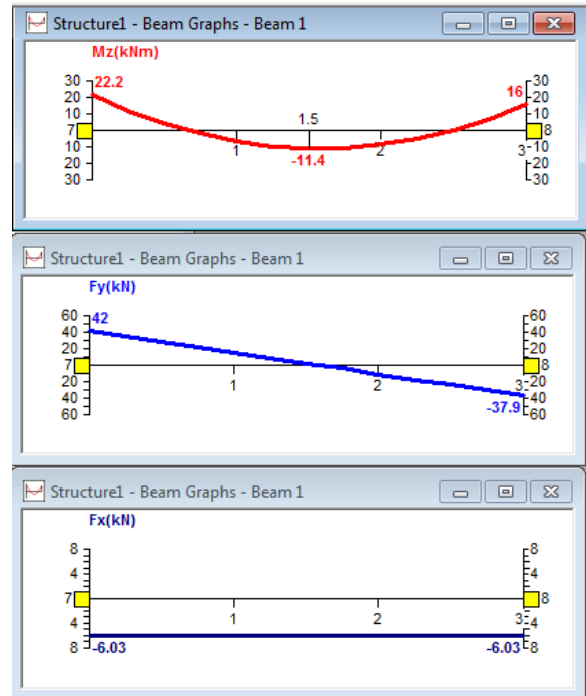 Structure1 - Beam Graphs - Beam 1
Mz(kNm)
30 22.2 30
20 16 20
10 1.5 10
7 8
10 1 2 3 10
20 -11.4 20
30 30
Structure1 - Beam Graphs - Beam 1
Fy(kN)
60 42 60
40 40
20 20
7 8
20 1 2 3 20
40 40
60 -37.9 60
Structure1 - Beam Graphs - Beam 1
Fx(kN)
8 8
4 4
7 8
4 1 2 3 4
8 -6.03 -6.03 8